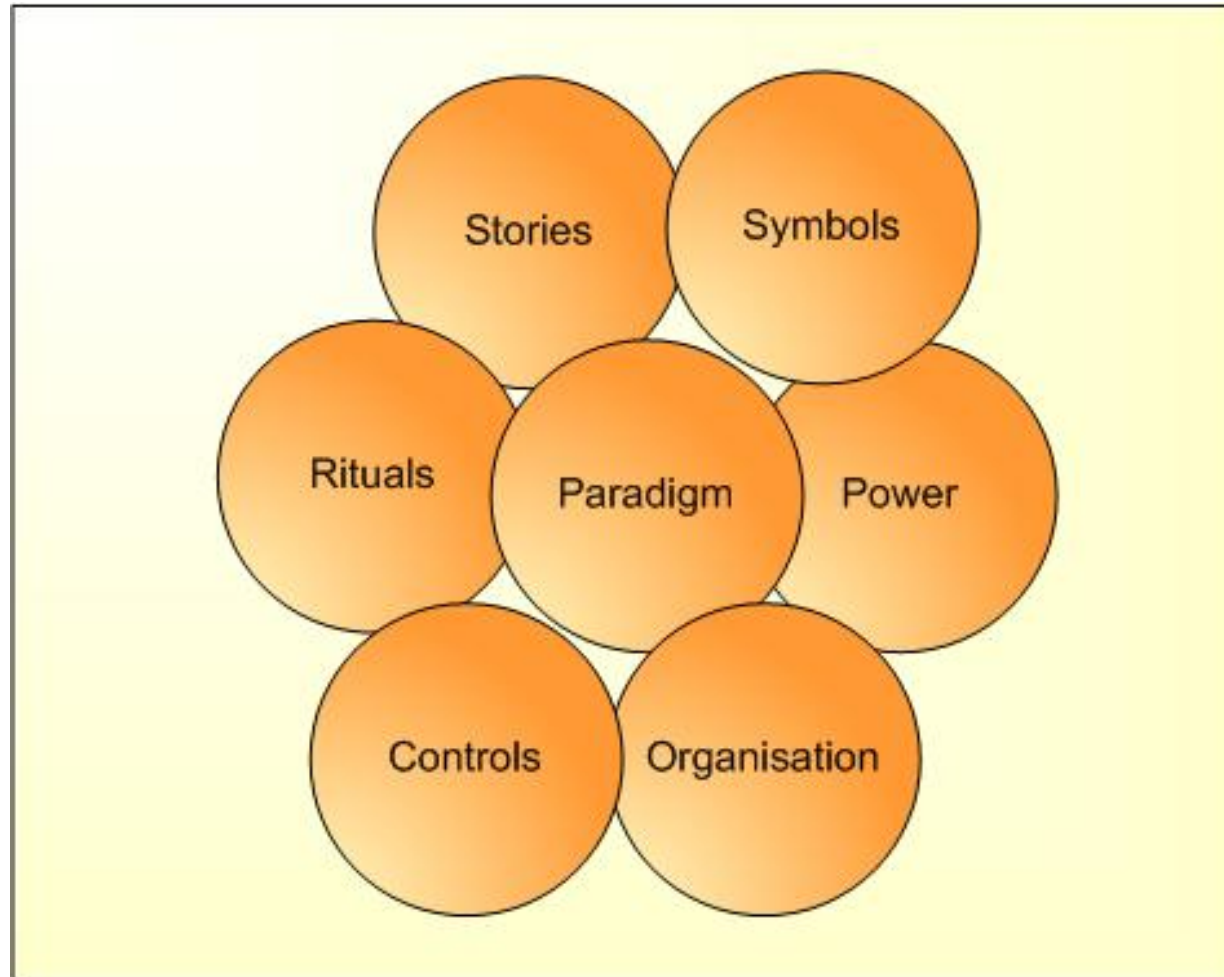 Stories
Symbols
Rituals
Paradigm
Power
Controls
Organisation